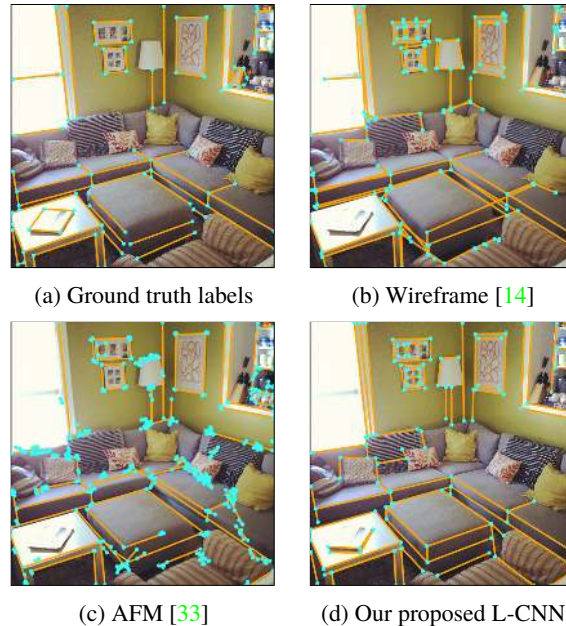 (a) Ground truth labels
(b) Wireframe [14]
(c) AFM [33]
(d) Our proposed L-CNN